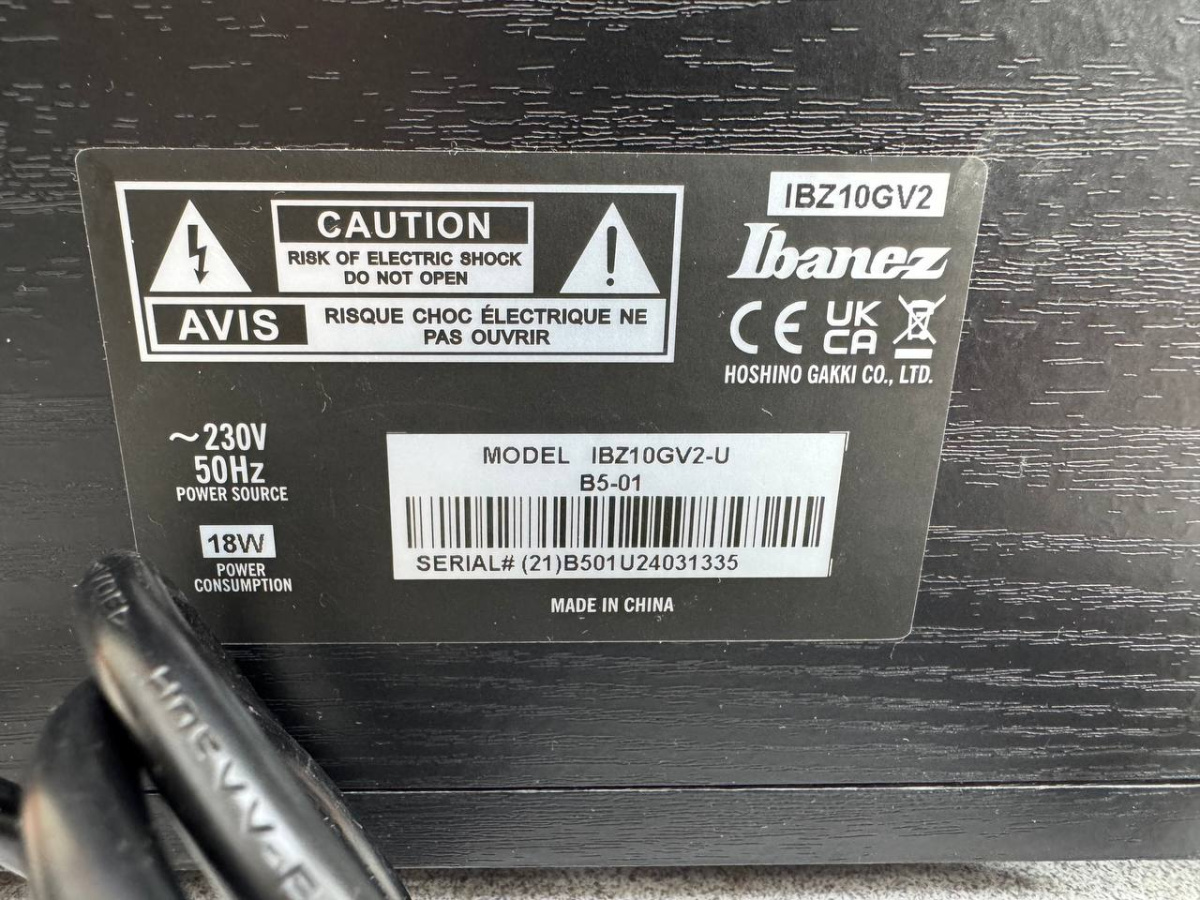 CAUTION
RISK OF ELECTRIC SHOCK
DO NOT OPEN
AVIS
RISQUE CHOC ÉLECTRIQUE NE
PAS OUVRIR
IBZ10GV2
Ibanez
CE
UK
CA
HOSHINO GAKKI CO., LTD.
~230V
50Hz
POWER SOURCE
18W
POWER
CONSUMPTION
MODEL IBZ10GV2-U
B5-01
SERIAL# (21)B501U24031335
MADE IN CHINA